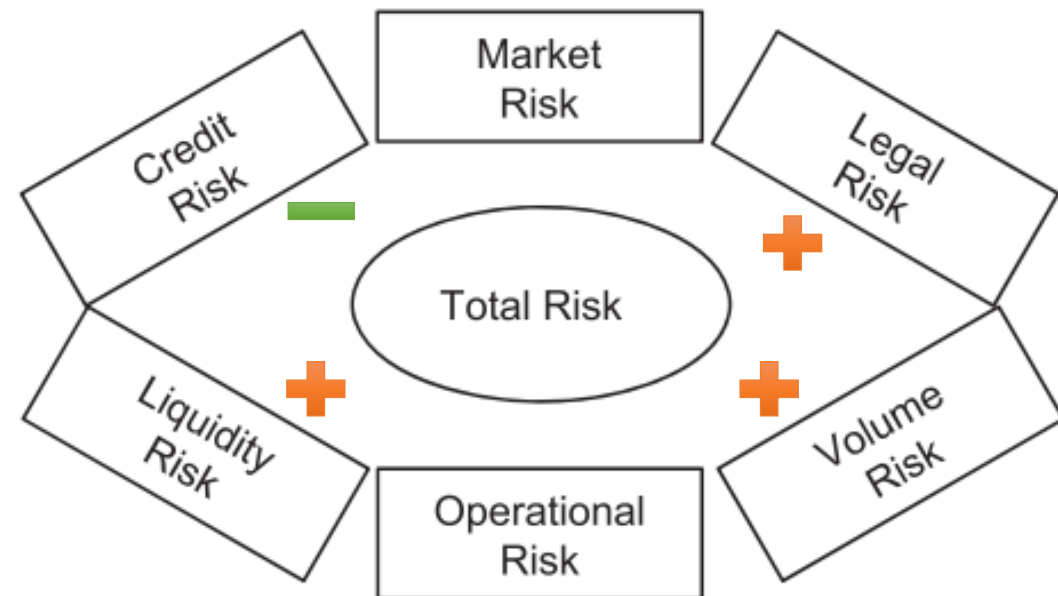 Market
Risk
Credit
Risk
Legal
Risk
Total Risk
Liquidity
Risk
Volume
Risk
Operational
Risk